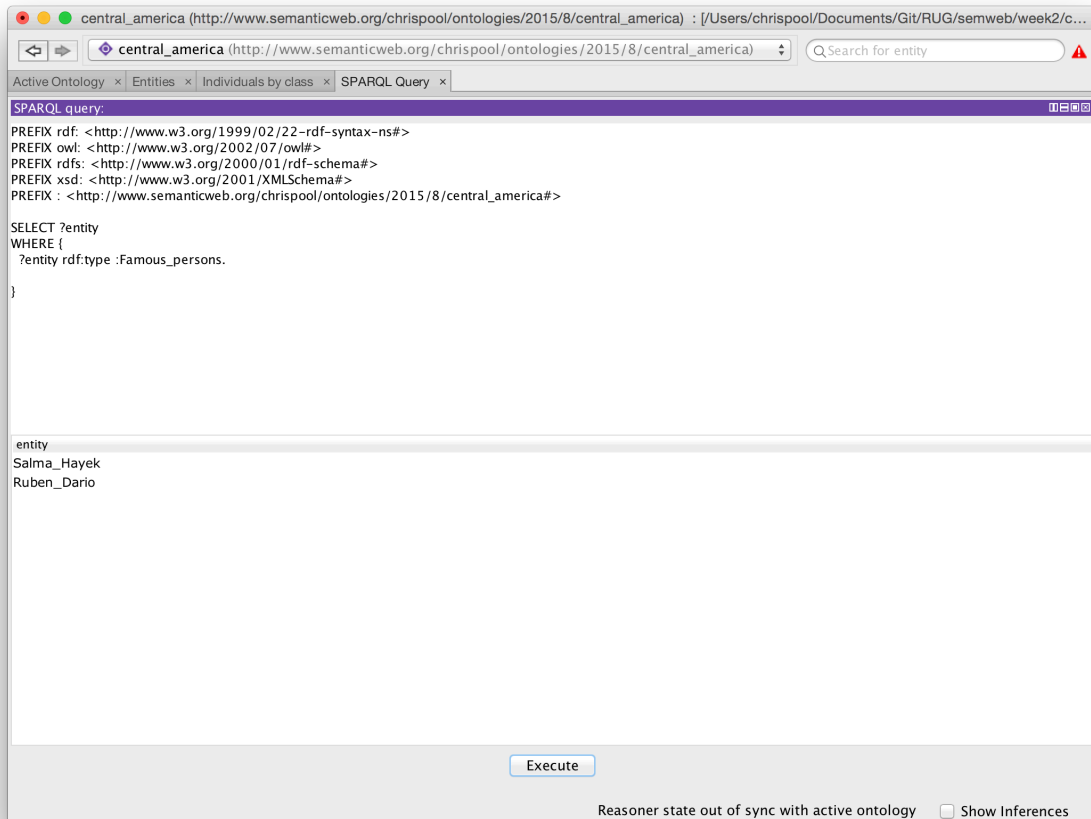 central_america (http://www.semanticweb.org/chrispool/ontologies/2015/8/central_america) : [/Users/chrispool/Documents/Git/RUG/semweb/week2/c...
central_america (http://www.semanticweb.org/chrispool/ontologies/2015/8/central_america)
Search for entity
Active Ontology × Entities × Individuals by class × SPARQL Query ×
SPARQL query:
PREFIX rdf: <http://www.w3.org/1999/02/22-rdf-syntax-ns#>
PREFIX owl: <http://www.w3.org/2002/07/owl#>
PREFIX rdfs: <http://www.w3.org/2000/01/rdf-schema#>
PREFIX xsd: <http://www.w3.org/2001/XMLSchema#>
PREFIX : <http://www.semanticweb.org/chrispool/ontologies/2015/8/central_america#>
SELECT ?entity
WHERE {
?entity rdf:type :Famous_persons.
}
entity
Salma_Hayek
Ruben_Dario
Execute
Reasoner state out of sync with active ontology Show Inferences